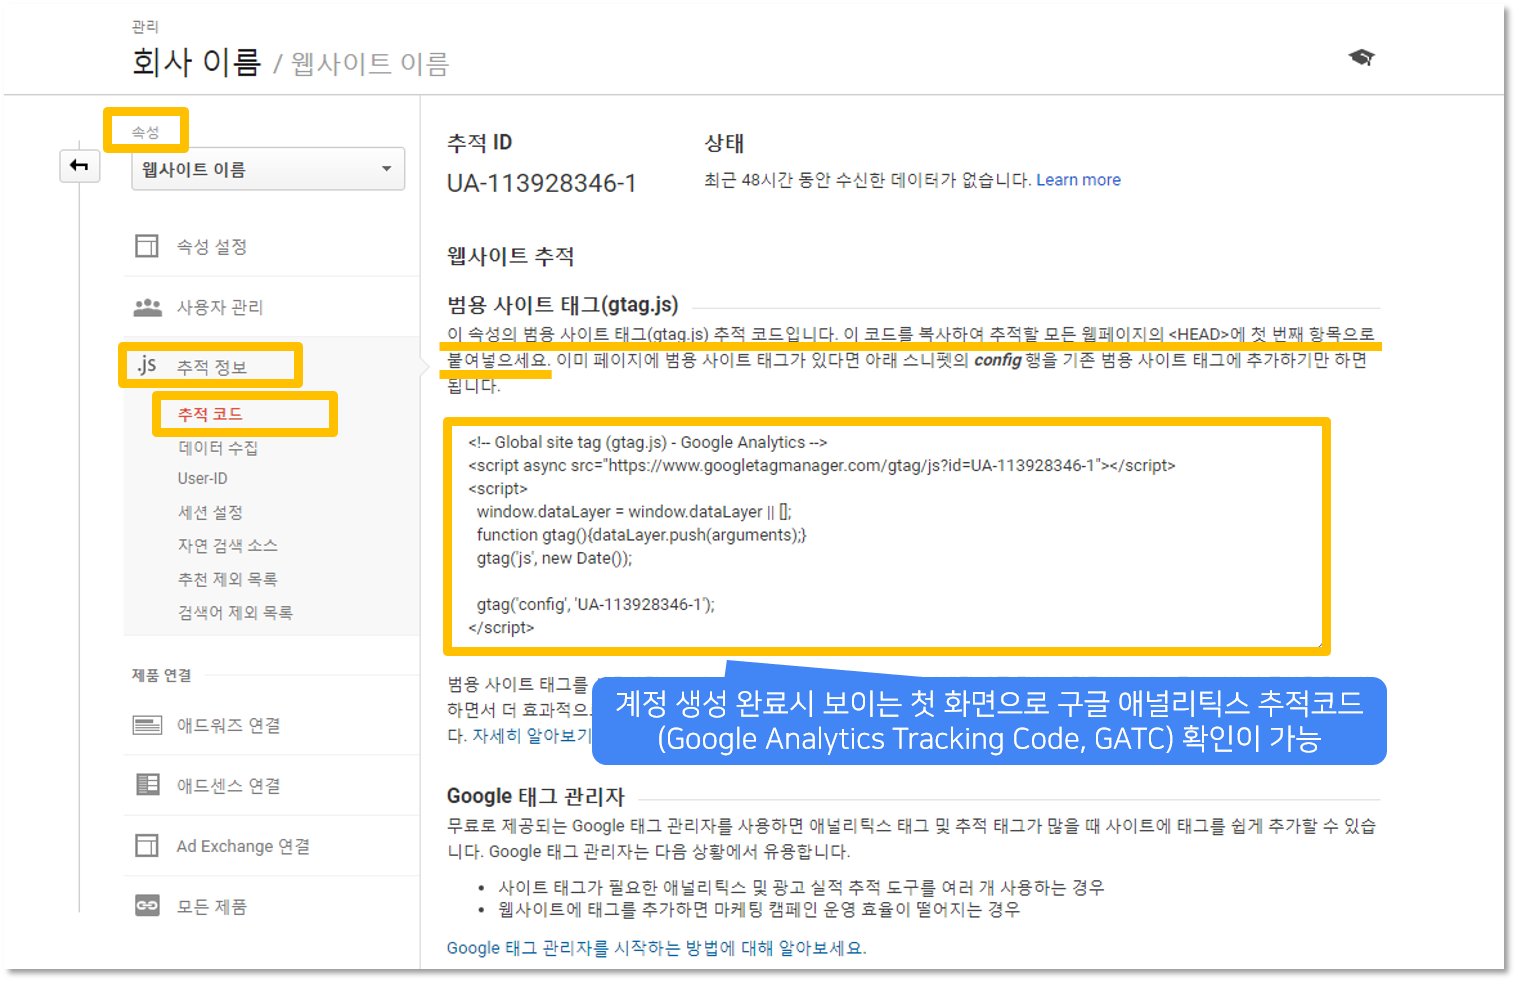 관리
회사 이름 / 웹사이트 이름
속성
웹사이트 이름
속성 설정
사용자 관리
.js 추적 정보
추적 코드
데이터 수집
User-ID
세션 설정
자연 검색 소스
추천 제외 목록
검색어 제외 목록
제품 연결
애드워즈 연결
애드센스 연결
Ad Exchange 연결
모든 제품
추적 ID
UA-113928346-1
상태
최근 48시간 동안 수신한 데이터가 없습니다. Learn more
웹사이트 추적
범용 사이트 태그(gtag.js)
이 속성의 범용 사이트 태그(gtag.js) 추적 코드입니다. 이 코드를 복사하여 추적할 모든 웹페이지의 <HEAD>에 첫 번째 항목으로
붙여넣으세요. 이미 페이지에 범용 사이트 태그가 있다면 아래 스니펫의 config 행을 기존 범용 사이트 태그에 추가하기만 하면
됩니다.
<!-- Global site tag (gtag.js) - Google Analytics -->
<script async src="https://www.googletagmanager.com/gtag/js?id=UA-113928346-1"></script>
<script>
window.dataLayer = window.dataLayer || [];
function gtag(){dataLayer.push(arguments);}
gtag('js', new Date());
gtag('config', 'UA-113928346-1');
</script>
범용 사이트 태그를
하면서 더 효과적으
다. 자세히 알아보기
계정 생성 완료시 보이는 첫 화면으로 구글 애널리틱스 추적코드
(Google Analytics Tracking Code, GATC) 확인이 가능
Google 태그 관리자
무료로 제공되는 Google 태그 관리자를 사용하면 애널리틱스 태그 및 추적 태그가 많을 때 사이트에 태그를 쉽게 추가할 수 있습
니다. Google 태그 관리자는 다음 상황에서 유용합니다.
• 사이트 태그가 필요한 애널리틱스 및 광고 실적 추적 도구를 여러 개 사용하는 경우
• 웹사이트에 태그를 추가하면 마케팅 캠페인 운영 효율이 떨어지는 경우
Google 태그 관리자를 시작하는 방법에 대해 알아보세요.